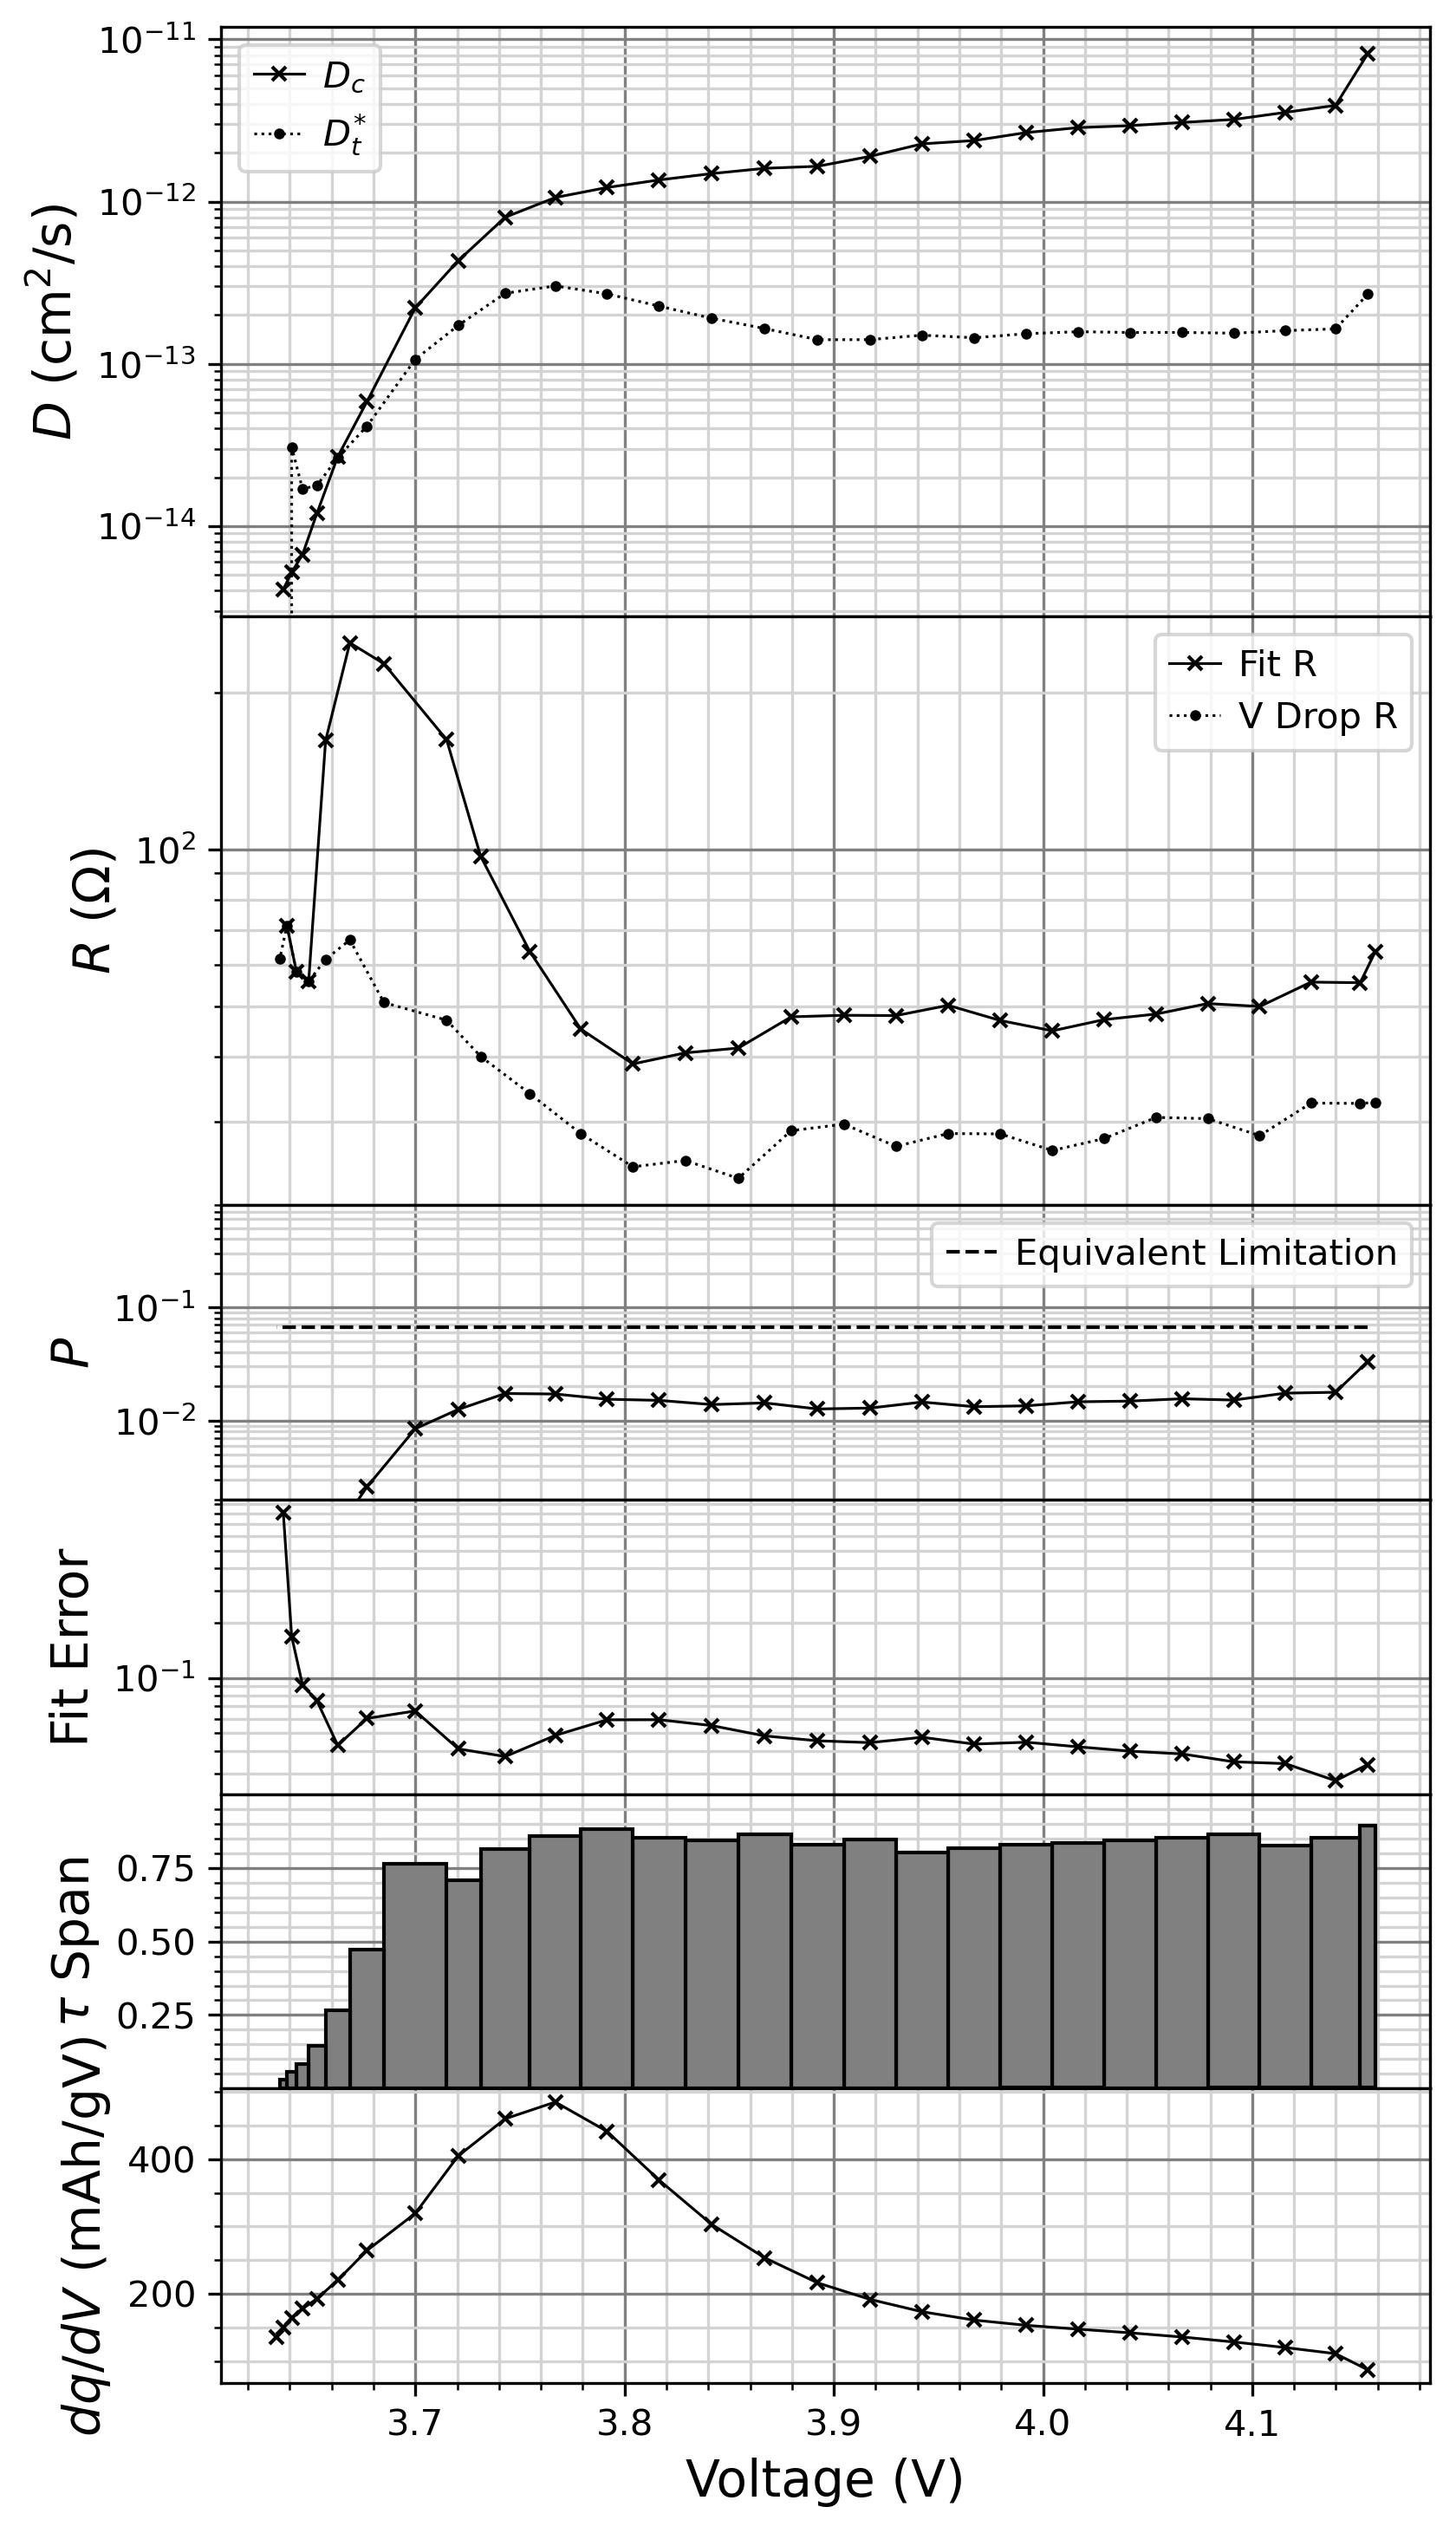 D (cm²/s)
10⁻¹¹
10⁻¹²
10⁻¹³
10⁻¹⁴
D_c
D_t^*
R (Ω)
10²
Fit R
V Drop R
P
10⁻¹
10⁻²
Equivalent Limitation
Fit Error
10⁻¹
τ Span
0.75
0.50
0.25
dq/dV (mAh/gV)
400
200
3.7 3.8 3.9 4.0 4.1
Voltage (V)